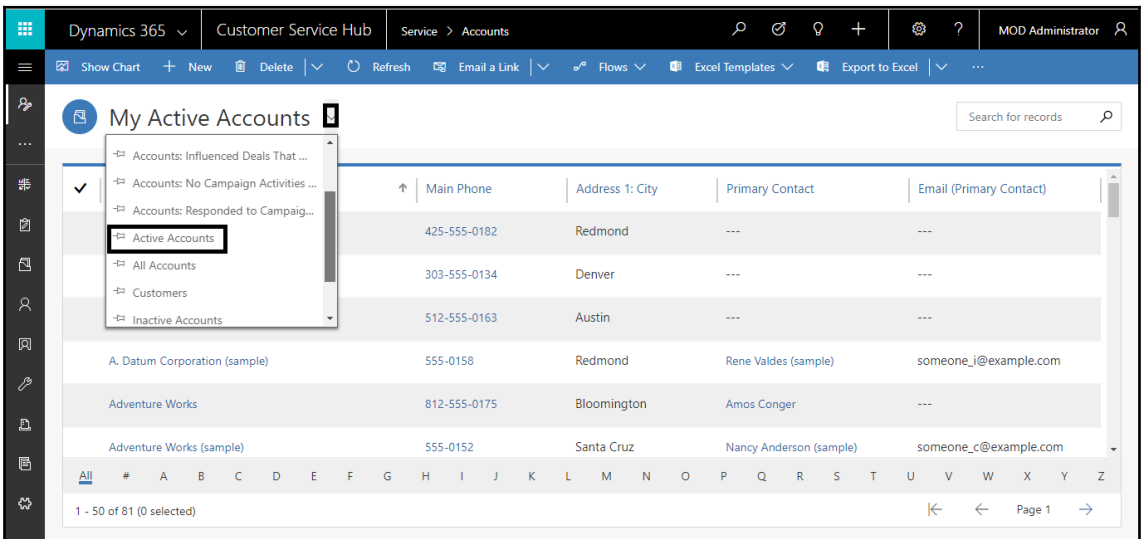 Dynamics 365 Customer Service Hub Service > Accounts MOD Administrator
Show Chart New Delete Refresh Email a Link Flows Excel Templates Export to Excel ...
My Active Accounts
Search for records
Accounts: Influenced Deals That ...
Accounts: No Campaign Activities ...
Accounts: Responded to Campaig...
Active Accounts
All Accounts
Customers
Inactive Accounts
Main Phone Address 1: City Primary Contact Email (Primary Contact)
425-555-0182 Redmond --- ---
303-555-0134 Denver --- ---
512-555-0163 Austin --- ---
A. Datum Corporation (sample) 555-0158 Redmond Rene Valdes (sample) someone_i@example.com
Adventure Works 812-555-0175 Bloomington Amos Conger ---
Adventure Works (sample) 555-0152 Santa Cruz Nancy Anderson (sample) someone_c@example.com
All # A B C D E F G H I J K L M N O P Q R S T U V W X Y Z
1 - 50 of 81 (0 selected) Page 1